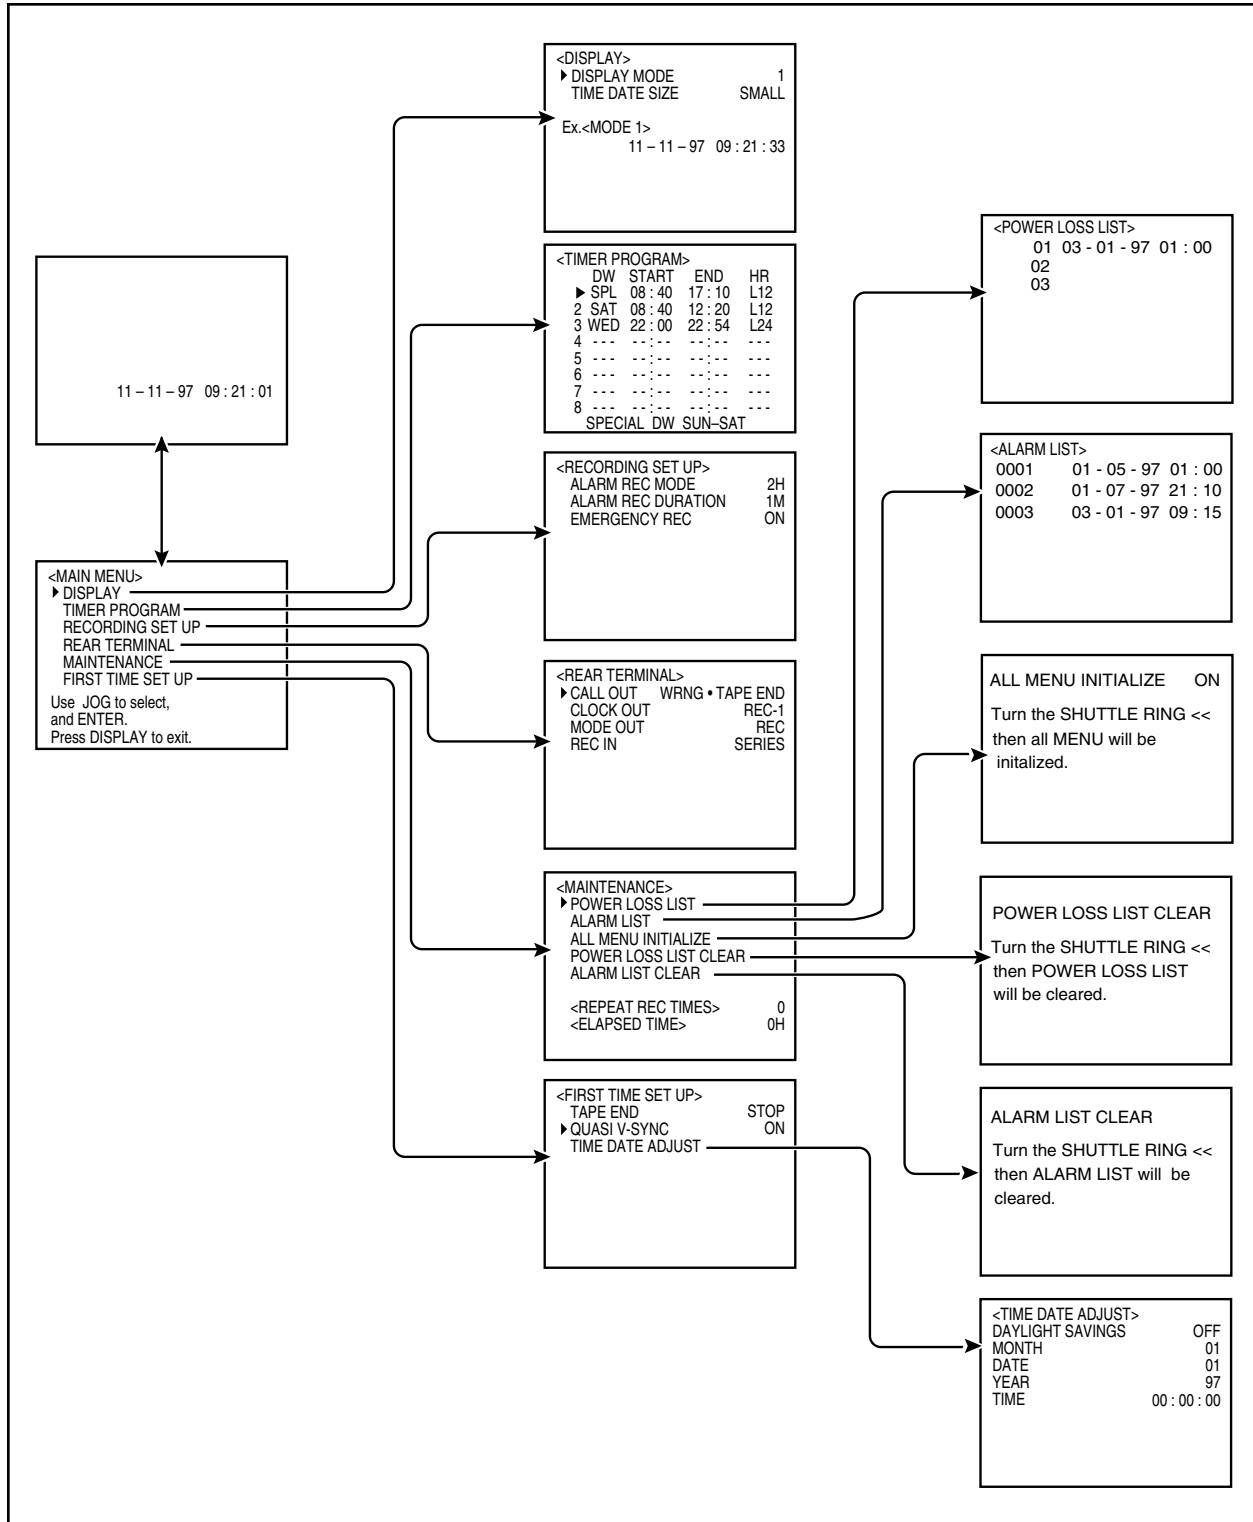 11 – 11 – 97 09 : 21 : 01
<MAIN MENU>
DISPLAY
TIMER PROGRAM
RECORDING SET UP
REAR TERMINAL
MAINTENANCE
FIRST TIME SET UP
Use JOG to select,
and ENTER.
Press DISPLAY to exit.
<DISPLAY>
DISPLAY MODE 1
TIME DATE SIZE SMALL
Ex.<MODE 1>
11 – 11 – 97 09 : 21 : 33
<TIMER PROGRAM>
DW START END HR
SPL 08 : 40 17 : 10 L12
2 SAT 08 : 40 12 : 20 L12
3 WED 22 : 00 22 : 54 L24
4 - - - - - : - - - - : - - - - -
5 - - - - - : - - - - : - - - - -
6 - - - - - : - - - - : - - - - -
7 - - - - - : - - - - : - - - - -
8 - - - - - : - - - - : - - - - -
SPECIAL DW SUN–SAT
<RECORDING SET UP>
ALARM REC MODE 2H
ALARM REC DURATION 1M
EMERGENCY REC ON
<REAR TERMINAL>
CALL OUT WRNG • TAPE END
CLOCK OUT REC-1
MODE OUT REC
REC IN SERIES
<MAINTENANCE>
POWER LOSS LIST
ALARM LIST
ALL MENU INITIALIZE
POWER LOSS LIST CLEAR
ALARM LIST CLEAR
<REPEAT REC TIMES> 0
<ELAPSED TIME> 0H
<FIRST TIME SET UP>
TAPE END STOP
QUASI V-SYNC ON
TIME DATE ADJUST
<POWER LOSS LIST>
01 03 - 01 - 97 01 : 00
02
03
<ALARM LIST>
0001 01 - 05 - 97 01 : 00
0002 01 - 07 - 97 21 : 10
0003 03 - 01 - 97 09 : 15
ALL MENU INITIALIZE ON
Turn the SHUTTLE RING <<
then all MENU will be
initalized.
POWER LOSS LIST CLEAR
Turn the SHUTTLE RING <<
then POWER LOSS LIST
will be cleared.
ALARM LIST CLEAR
Turn the SHUTTLE RING <<
then ALARM LIST will be
cleared.
<TIME DATE ADJUST>
DAYLIGHT SAVINGS OFF
MONTH 01
DATE 01
YEAR 97
TIME 00 : 00 : 00